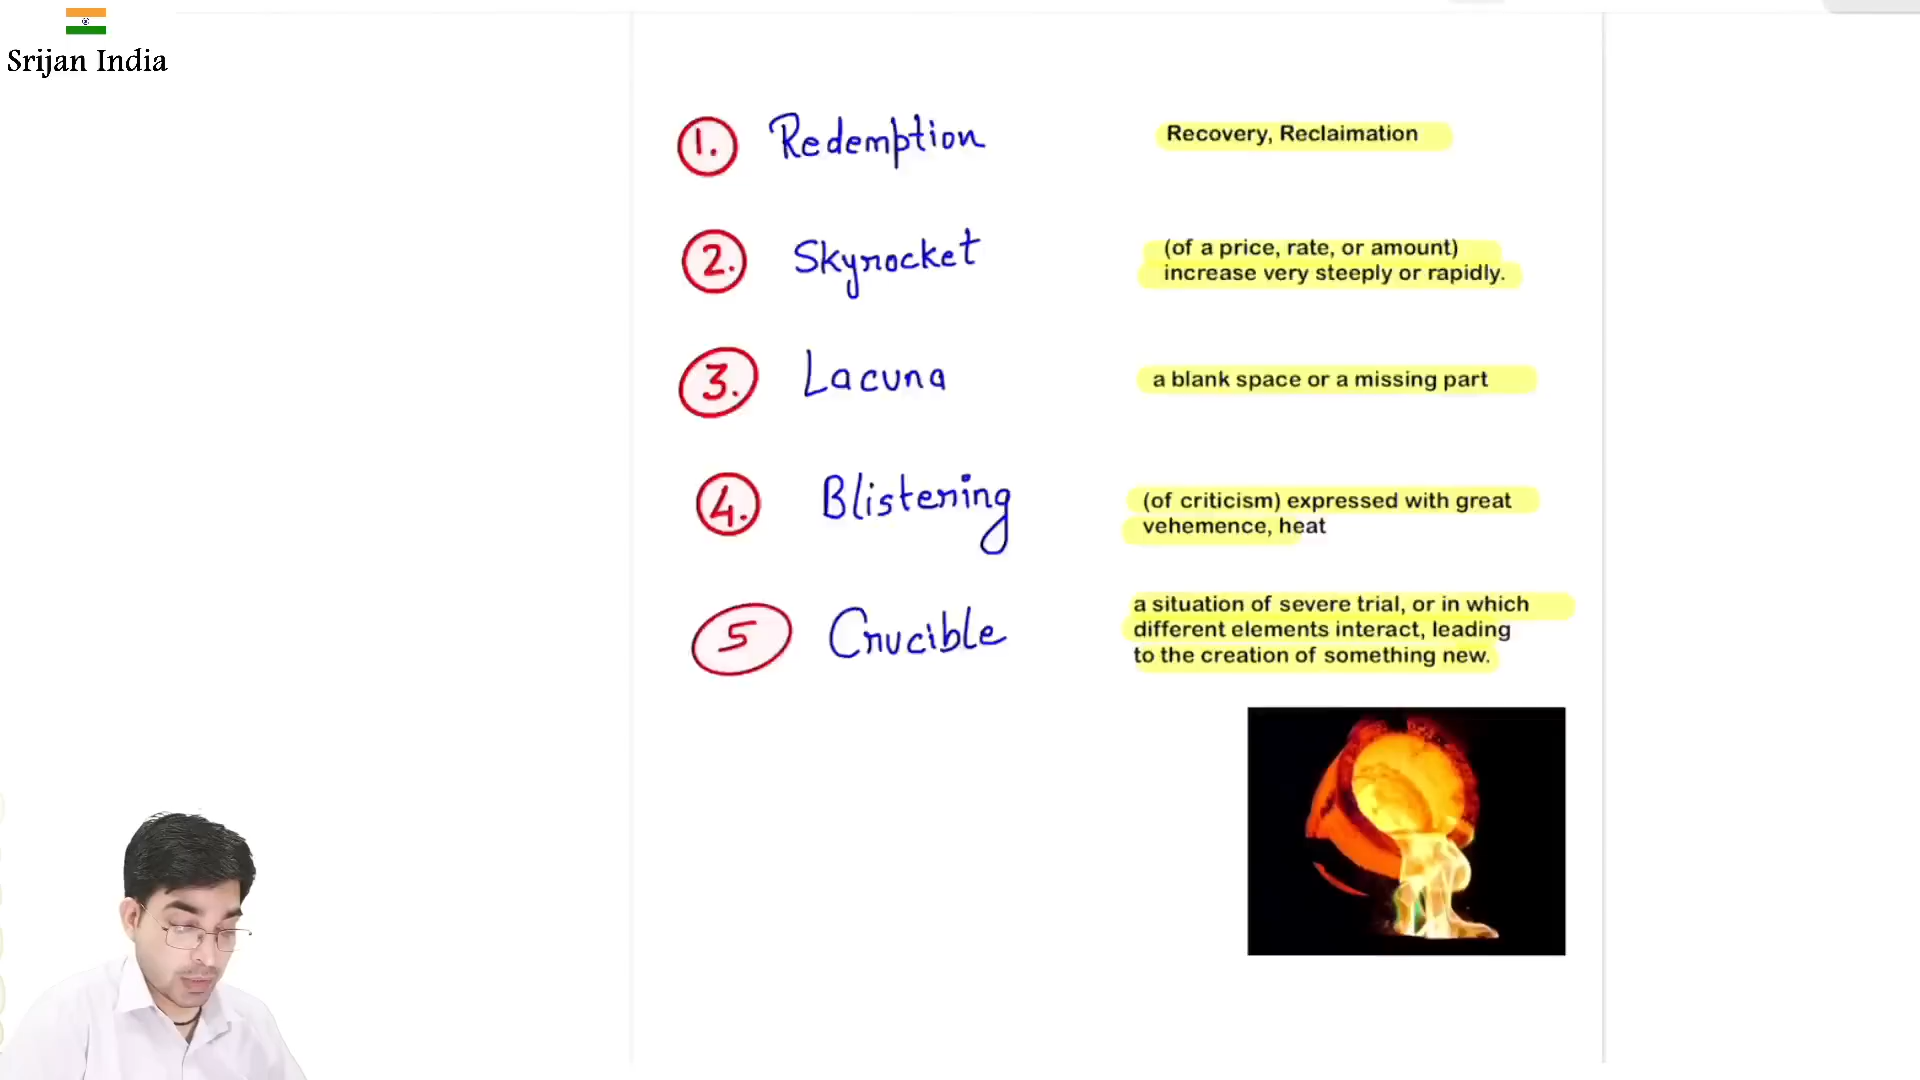 Srijan India
1. Redemption
Recovery, Reclaimation
2. Skyrocket
(of a price, rate, or amount)
increase very steeply or rapidly.
3. Lacuna
a blank space or a missing part
4. Blistering
(of criticism) expressed with great
vehemence, heat
5 Crucible
a situation of severe trial, or in which
different elements interact, leading
to the creation of something new.